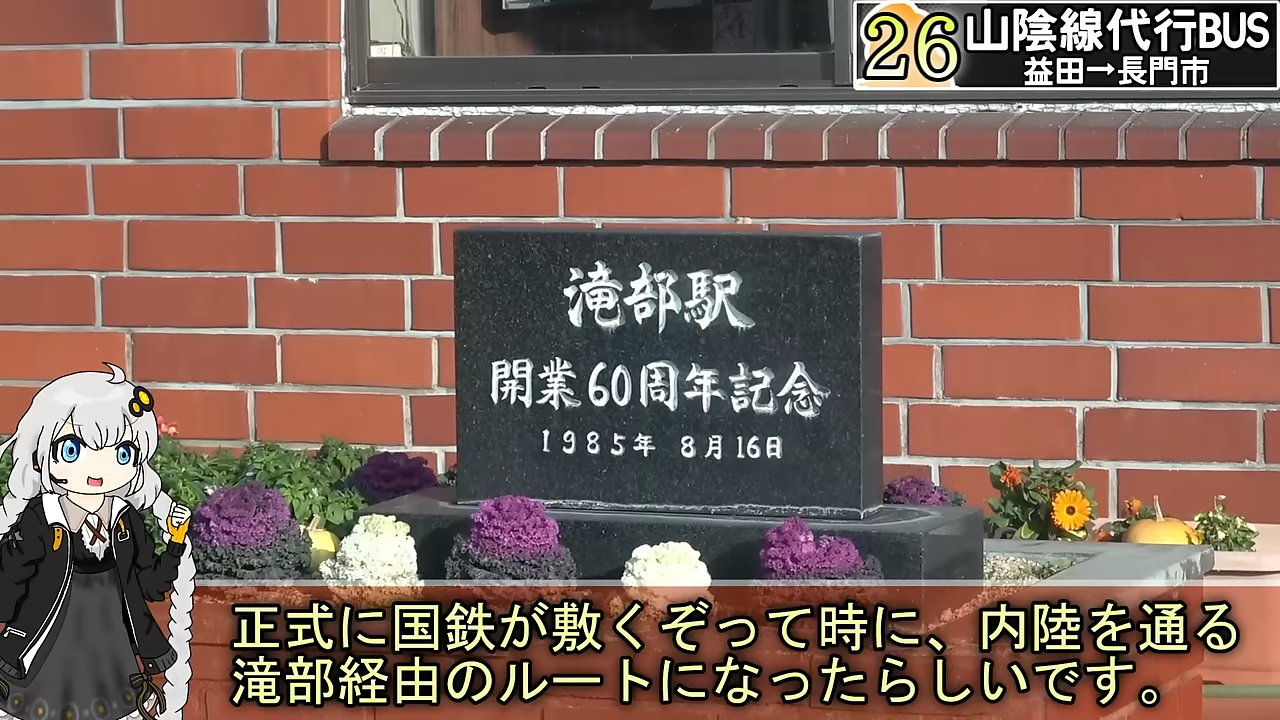 26 山陰線代行BUS
益田→長門市
滝部駅
開業60周年記念
1985年 8月16日
正式に国鉄が敷くぞって時に、内陸を通る
滝部経由のルートになったらしいです。